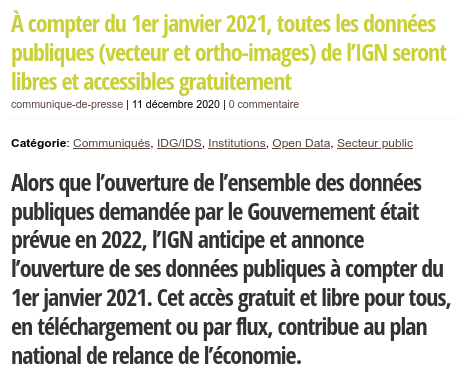 À compter du 1er janvier 2021, toutes les données
publiques (vecteur et ortho-images) de l’IGN seront
libres et accessibles gratuitement
communique-de-presse | 11 décembre 2020 | 0 commentaire
Catégorie: Communiqués, IDG/IDS, Institutions, Open Data, Secteur public
Alors que l’ouverture de l’ensemble des données
publiques demandée par le Gouvernement était
prévue en 2022, l’IGN anticipe et annonce
l’ouverture de ses données publiques à compter du
1er janvier 2021. Cet accès gratuit et libre pour tous,
en téléchargement ou par flux, contribue au plan
national de relance de l’économie.